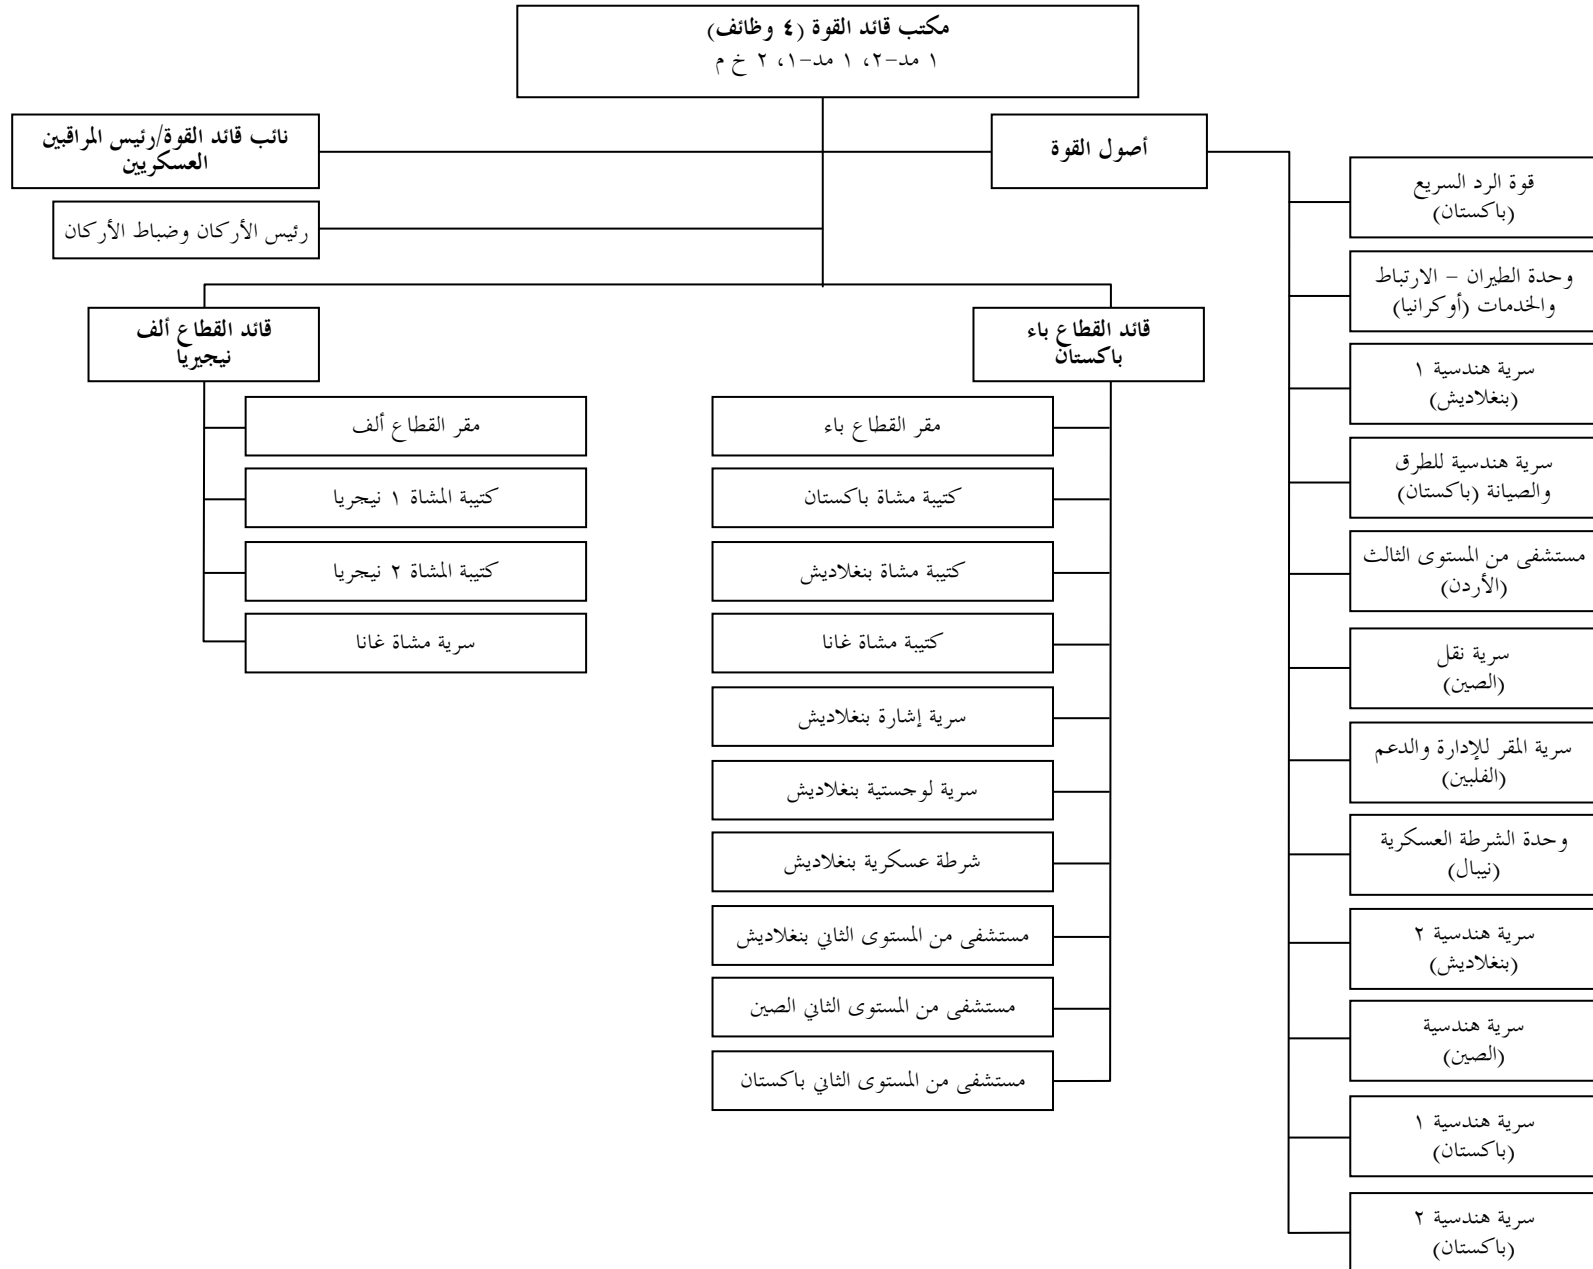 مكتب قائد القوة (٤ وظائف)
١ مد-٢، ١ مد-١، ٢ خ م
أصول القوة
نائب قائد القوة/رئيس المراقبين
العسكريين
رئيس الأركان وضباط الأركان
قوة الرد السريع
(باكستان)
وحدة الطيران - الارتباط
والخدمات (أوكرانيا)
سرية هندسية ١
(بنغلاديش)
سرية هندسية للطرق
والصيانة (باكستان)
مستشفى من المستوى الثالث
(الأردن)
سرية نقل
(الصين)
سرية المقر للإدارة والدعم
(الفلبين)
وحدة الشرطة العسكرية
(نيبال)
سرية هندسية ٢
(بنغلاديش)
سرية هندسية
(الصين)
سرية هندسية ١
(باكستان)
سرية هندسية ٢
(باكستان)
قائد القطاع باء
باكستان
مقر القطاع باء
كتيبة مشاة باكستان
كتيبة مشاة بنغلاديش
كتيبة مشاة غانا
سرية إشارة بنغلاديش
سرية لوجستية بنغلاديش
شرطة عسكرية بنغلاديش
مستشفى من المستوى الثاني بنغلاديش
مستشفى من المستوى الثاني الصين
مستشفى من المستوى الثاني باكستان
قائد القطاع ألف
نيجيريا
مقر القطاع ألف
كتيبة المشاة ١ نيجريا
كتيبة المشاة ٢ نيجريا
سرية مشاة غانا